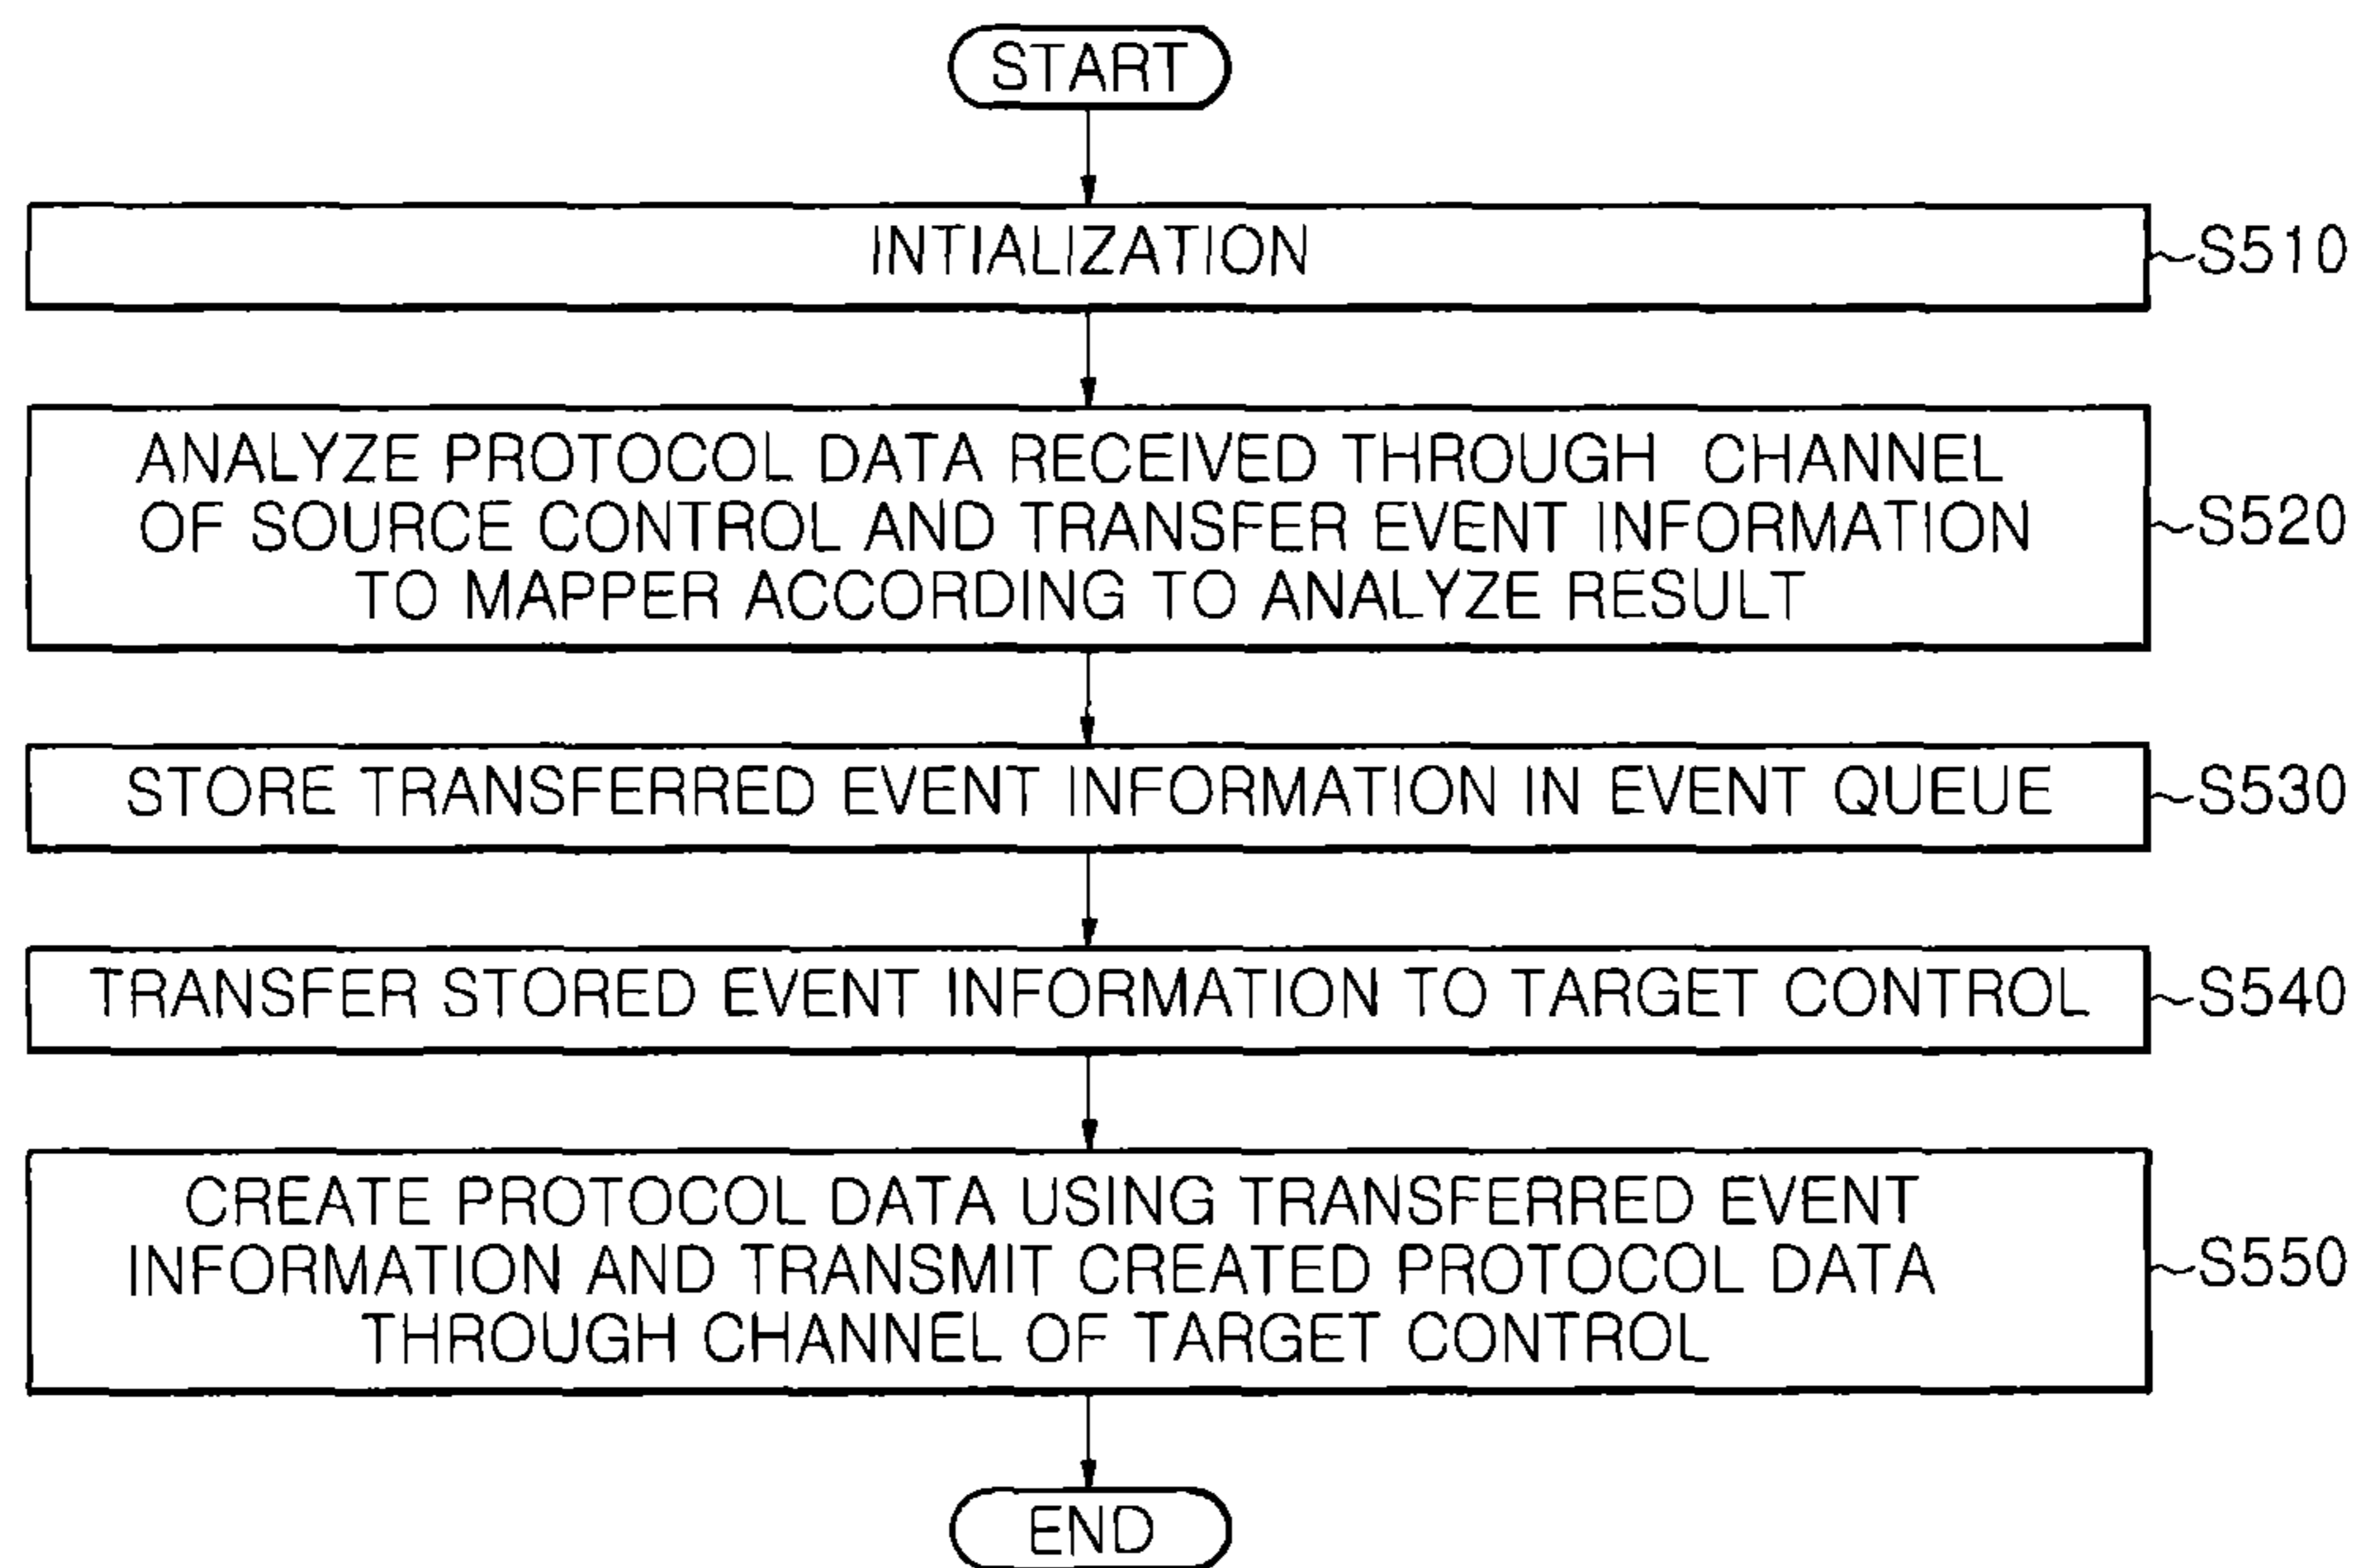 START
INTIALIZATION
S510
ANALYZE PROTOCOL DATA RECEIVED THROUGH CHANNEL
OF SOURCE CONTROL AND TRANSFER EVENT INFORMATION
TO MAPPER ACCORDING TO ANALYZE RESULT
S520
STORE TRANSFERRED EVENT INFORMATION IN EVENT QUEUE
S530
TRANSFER STORED EVENT INFORMATION TO TARGET CONTROL
S540
CREATE PROTOCOL DATA USING TRANSFERRED EVENT
INFORMATION AND TRANSMIT CREATED PROTOCOL DATA
THROUGH CHANNEL OF TARGET CONTROL
S550
END